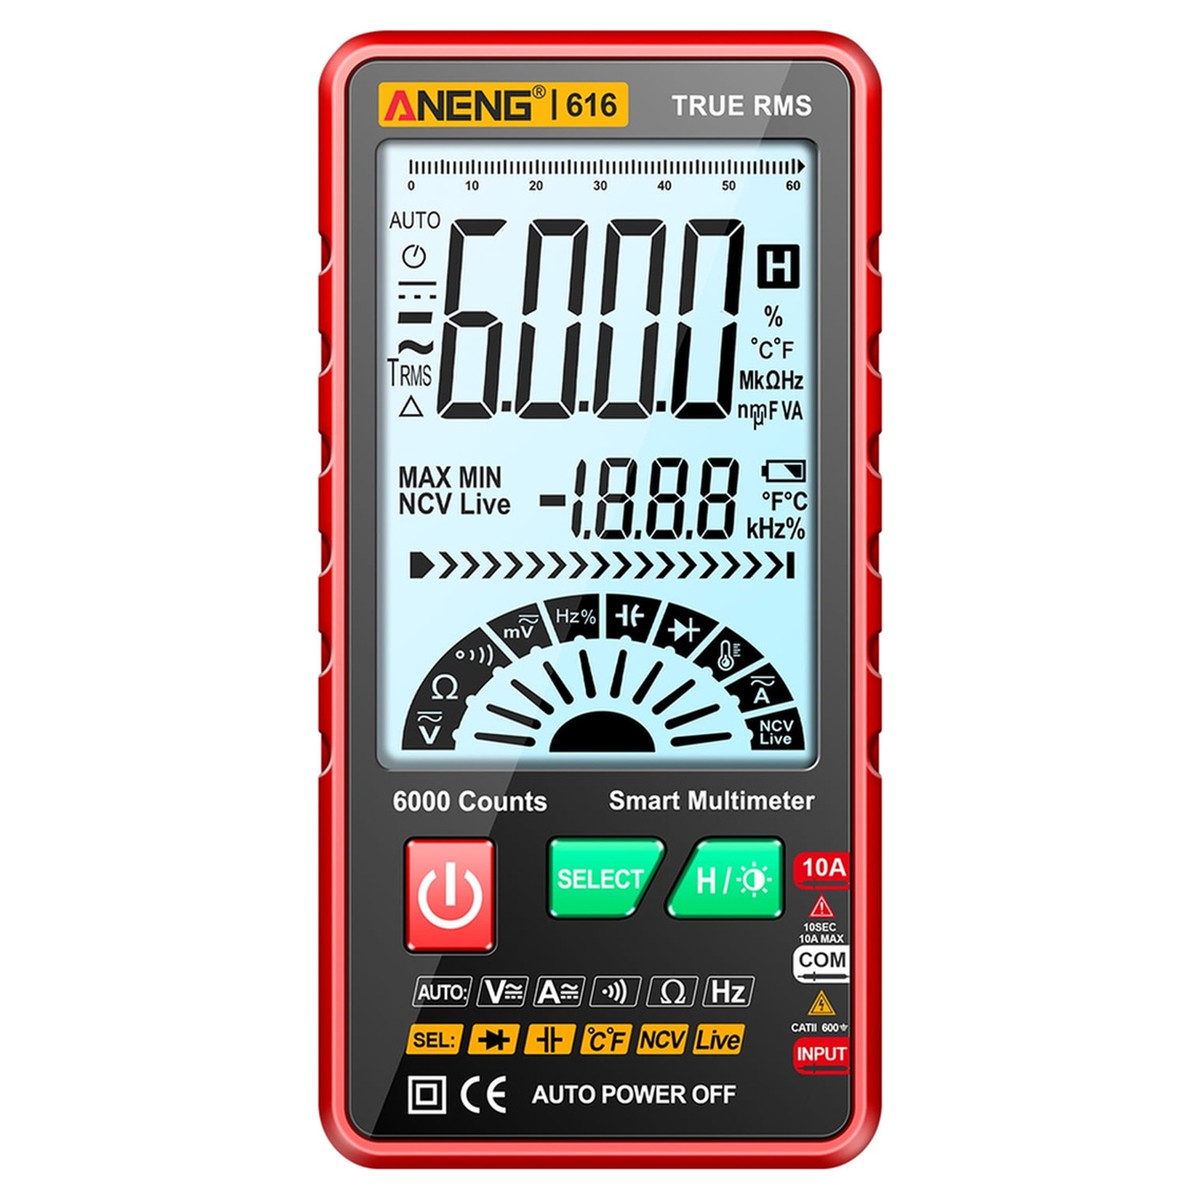 ANENG® | 616 TRUE RMS
0 10 20 30 40 50 60
AUTO
6.0.0.0 H
%
°C°F
TRMS MkΩHz
△ nmµF VA
MAX MIN
NCV Live -1.8.8.8 °F°C
kHz%
V Ω mV Hz% A NCV Live
6000 Counts Smart Multimeter
SELECT H/
10A
10SEC
10A MAX
COM
CATII 600
INPUT
AUTO: V A Ω Hz
SEL: °C°F NCV Live
CE AUTO POWER OFF